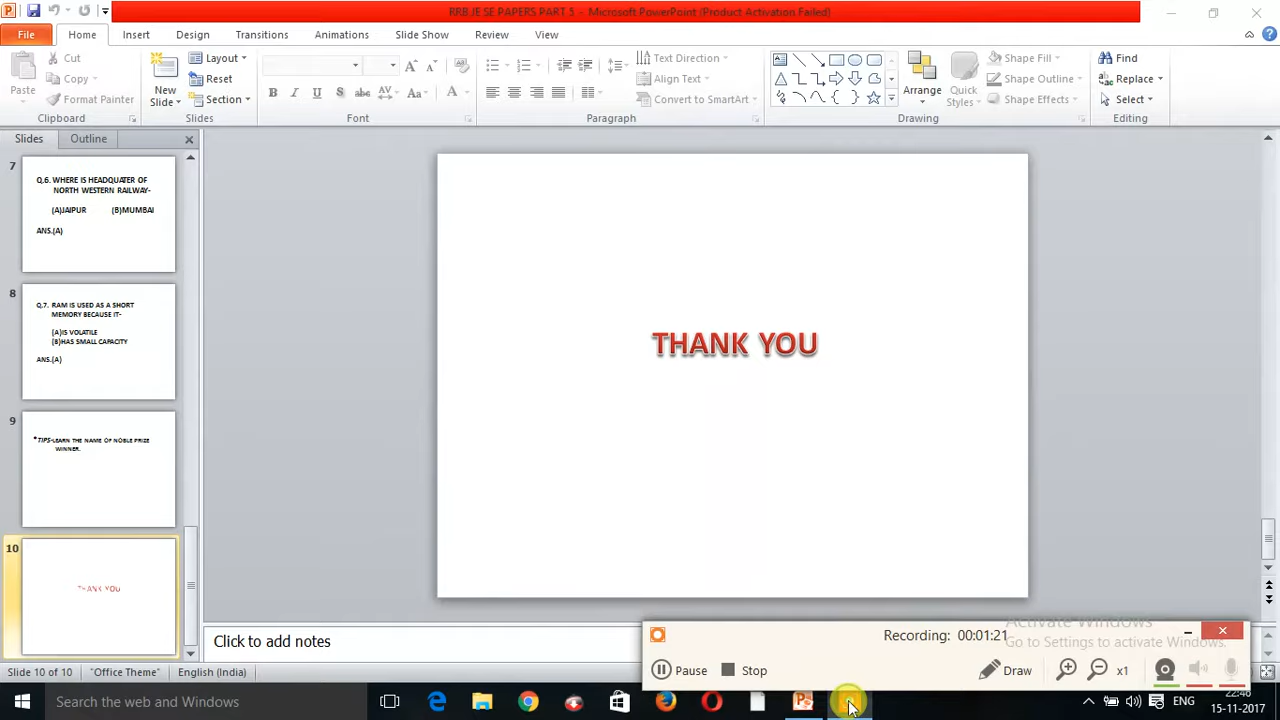 RRB JE SE PAPERS PART 5 - Microsoft PowerPoint (Product Activation Failed)
File Home Insert Design Transitions Animations Slide Show Review View
Paste
Cut
Copy
Format Painter
Clipboard
New Slide
Layout
Reset
Section
Slides
Font
Text Direction
Align Text
Convert to SmartArt
Paragraph
Arrange
Quick Styles
Shape Fill
Shape Outline
Shape Effects
Drawing
Find
Replace
Select
Editing
Slides Outline
7
Q.6. WHERE IS HEADQUATER OF
NORTH WESTERN RAILWAY-
(A)JAIPUR (B)MUMBAI
ANS.(A)
8
Q.7. RAM IS USED AS A SHORT
MEMORY BECAUSE IT-
(A)IS VOLATILE
(B)HAS SMALL CAPACITY
ANS.(A)
9
*TIPS-LEARN THE NAME OF NOBLE PRIZE
WINNER.
10
THANK YOU
THANK YOU
Click to add notes
Activate Windows
Go to Settings to activate Windows.
Recording: 00:01:21
Pause Stop Draw x1
Slide 10 of 10 "Office Theme" English (India)
Search the web and Windows
ENG
22:46
15-11-2017